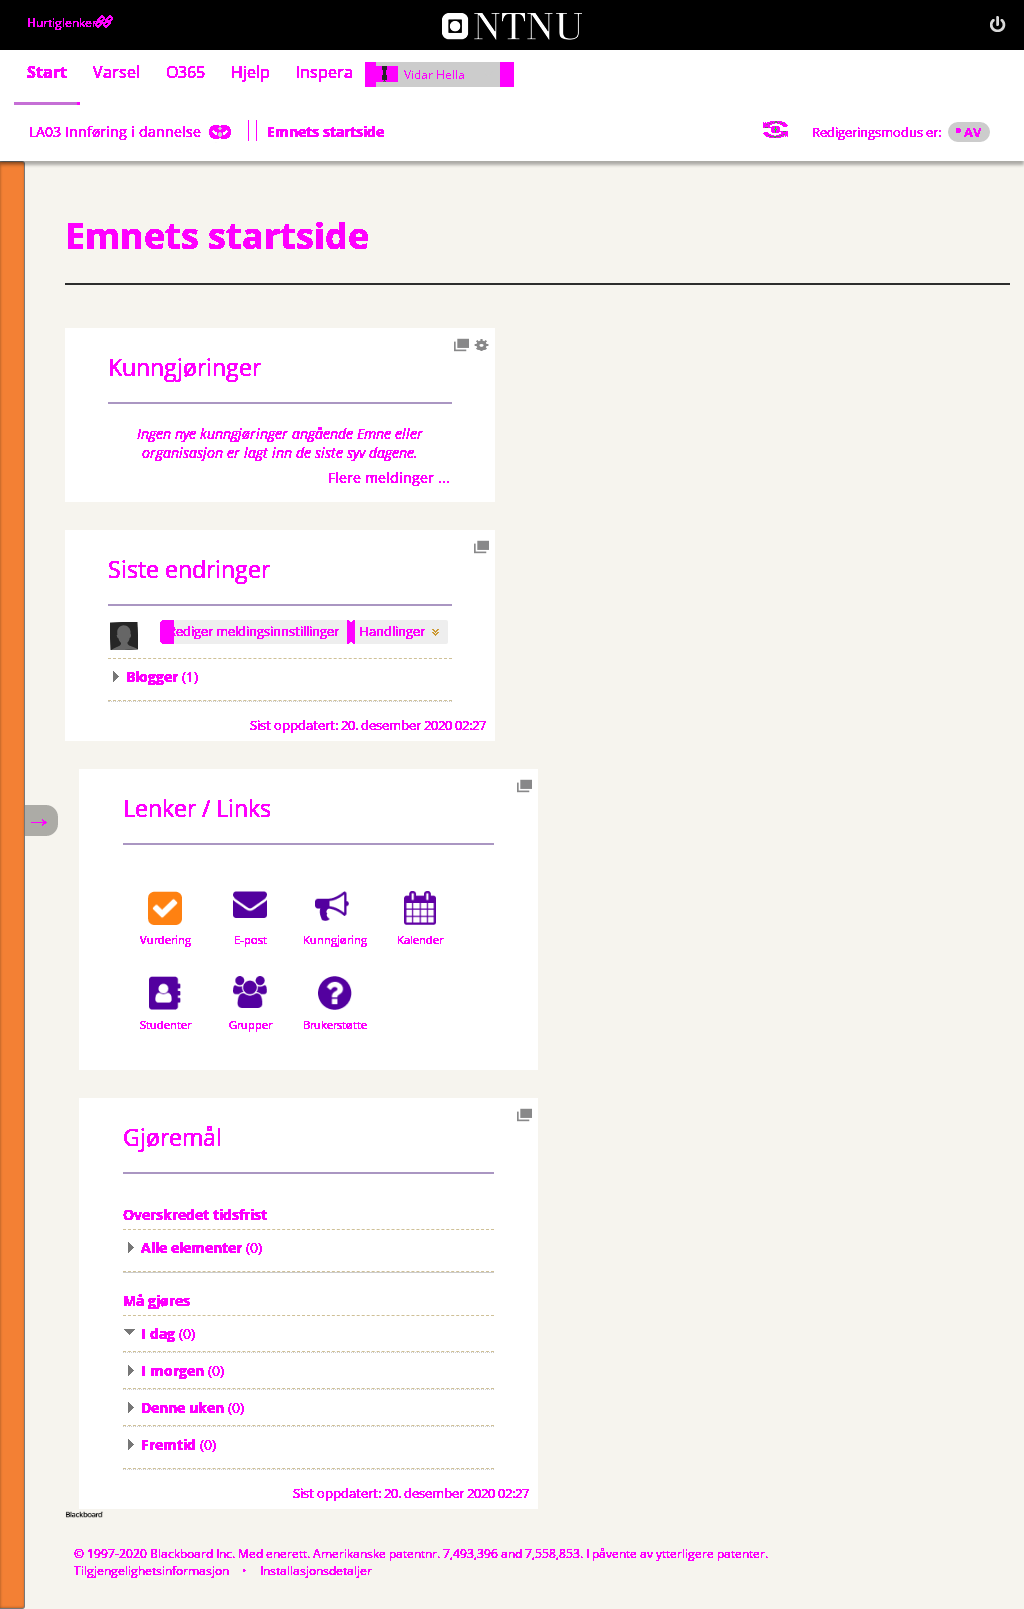 Hurtiglenker
NTNU
Start Varsel O365 Hjelp Inspera Vidar Hella
LA03 Innføring i dannelse Emnets startside Redigeringsmodus er: AV
Emnets startside
Kunngjøringer
Ingen nye kunngjøringer angående Emne eller
organisasjon er lagt inn de siste syv dagene.
Flere meldinger ...
Siste endringer
Rediger meldingsinnstillinger Handlinger
Blogger (1)
Sist oppdatert: 20. desember 2020 02:27
Lenker / Links
→
Vurdering E-post Kunngjøring Kalender
Studenter Grupper Brukerstøtte
Gjøremål
Overskredet tidsfrist
Alle elementer (0)
Må gjøres
I dag (0)
I morgen (0)
Denne uken (0)
Fremtid (0)
Sist oppdatert: 20. desember 2020 02:27
Blackboard
© 1997-2020 Blackboard Inc. Med enerett. Amerikanske patentnr. 7,493,396 and 7,558,853. I påvente av ytterligere patenter.
Tilgjengelighetsinformasjon • Installasjonsdetaljer